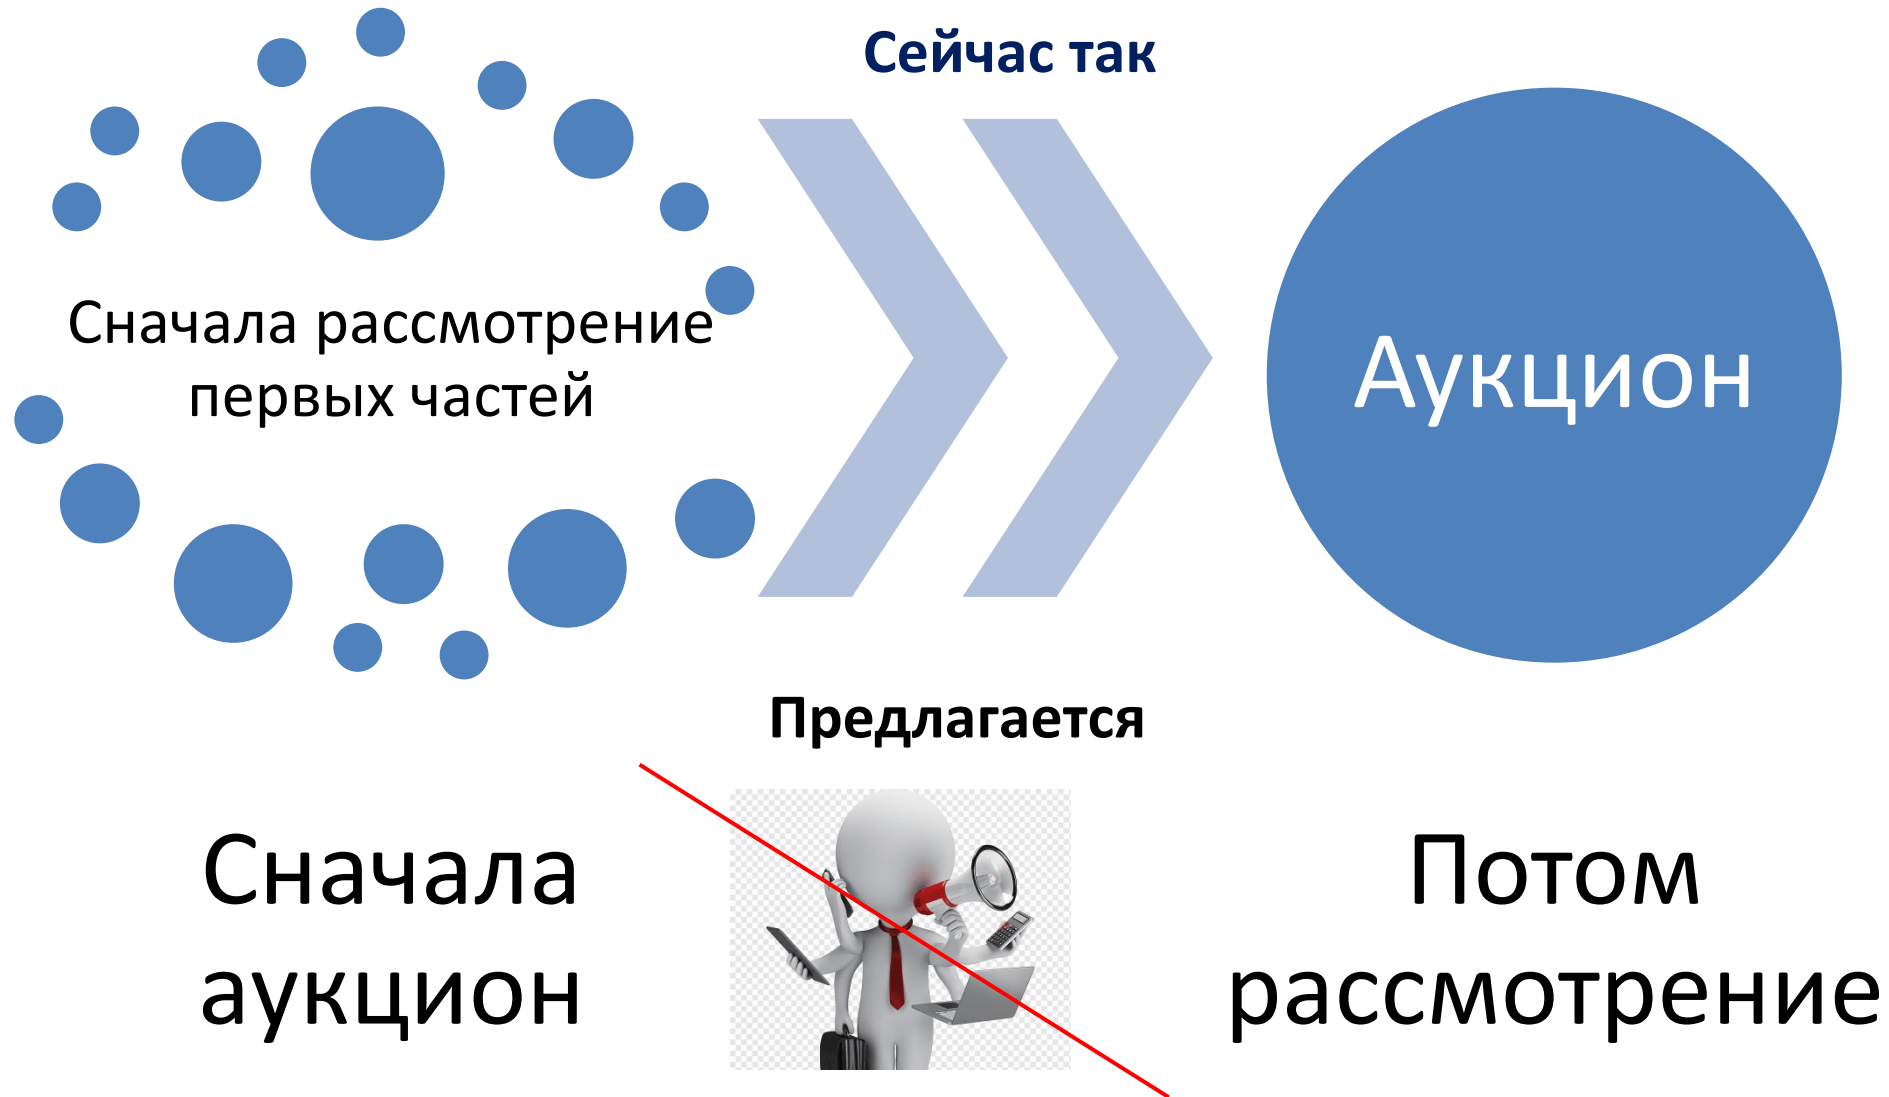 Сейчас так
Сначала рассмотрение
первых частей
Аукцион
Предлагается
Сначала
аукцион
Потом
рассмотрение